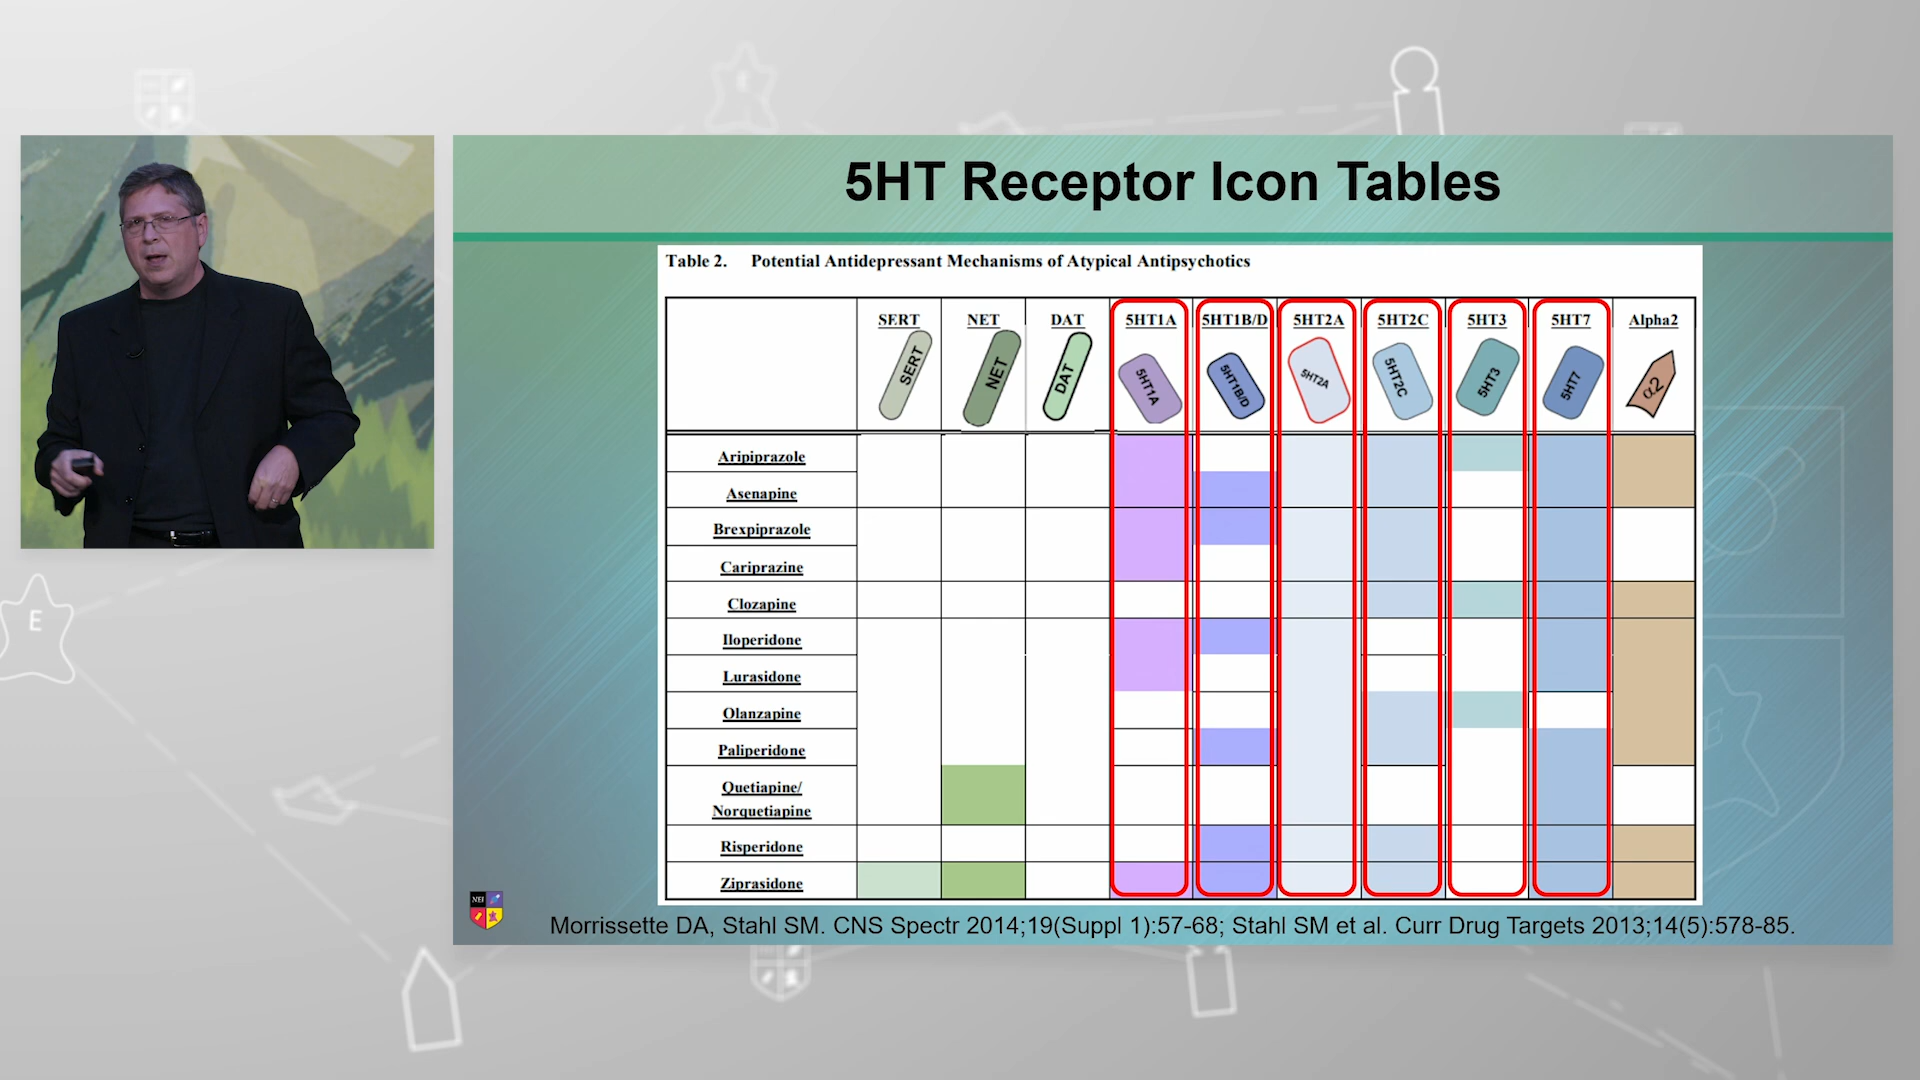 5HT Receptor Icon Tables
Table 2. Potential Antidepressant Mechanisms of Atypical Antipsychotics
SERT NET DAT 5HT1A 5HT1B/D 5HT2A 5HT2C 5HT3 5HT7 Alpha2
SERT NET DAT 5HT1A 5HT1B/D 5HT2A 5HT2C 5HT3 5HT7 α2
Aripiprazole
Asenapine
Brexpiprazole
Cariprazine
Clozapine
Iloperidone
Lurasidone
Olanzapine
Paliperidone
Quetiapine/
Norquetiapine
Risperidone
Ziprasidone
NEI
Morrissette DA, Stahl SM. CNS Spectr 2014;19(Suppl 1):57-68; Stahl SM et al. Curr Drug Targets 2013;14(5):578-85.
E
E